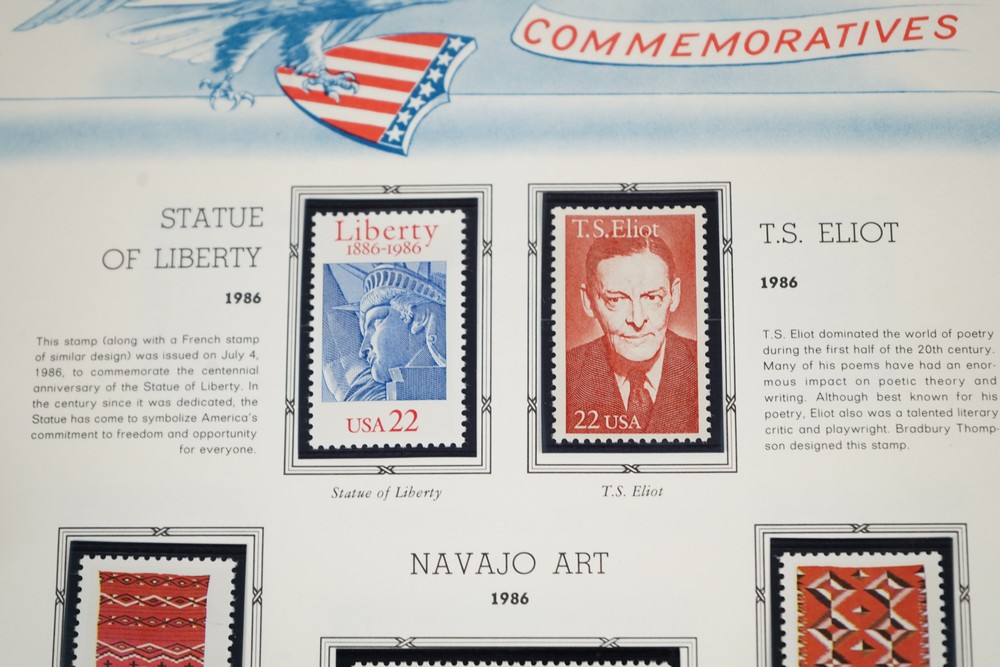 COMMEMORATIVES
STATUE
OF LIBERTY
1986
This stamp (along with a French stamp
of similar design) was issued on July 4,
1986, to commemorate the centennial
anniversary of the Statue of Liberty. In
the century since it was dedicated, the
Statue has come to symbolize America's
commitment to freedom and opportunity
for everyone.
Liberty
1886-1986
USA 22
Statue of Liberty
T.S. Eliot
22 USA
T.S. Eliot
T.S. ELIOT
1986
T.S. Eliot dominated the world of poetry
during the first half of the 20th century.
Many of his poems have had an enor-
mous impact on poetic theory and
writing. Although best known for his
poetry, Eliot also was a talented literary
critic and playwright. Bradbury Thomp-
son designed this stamp.
NAVAJO ART
1986